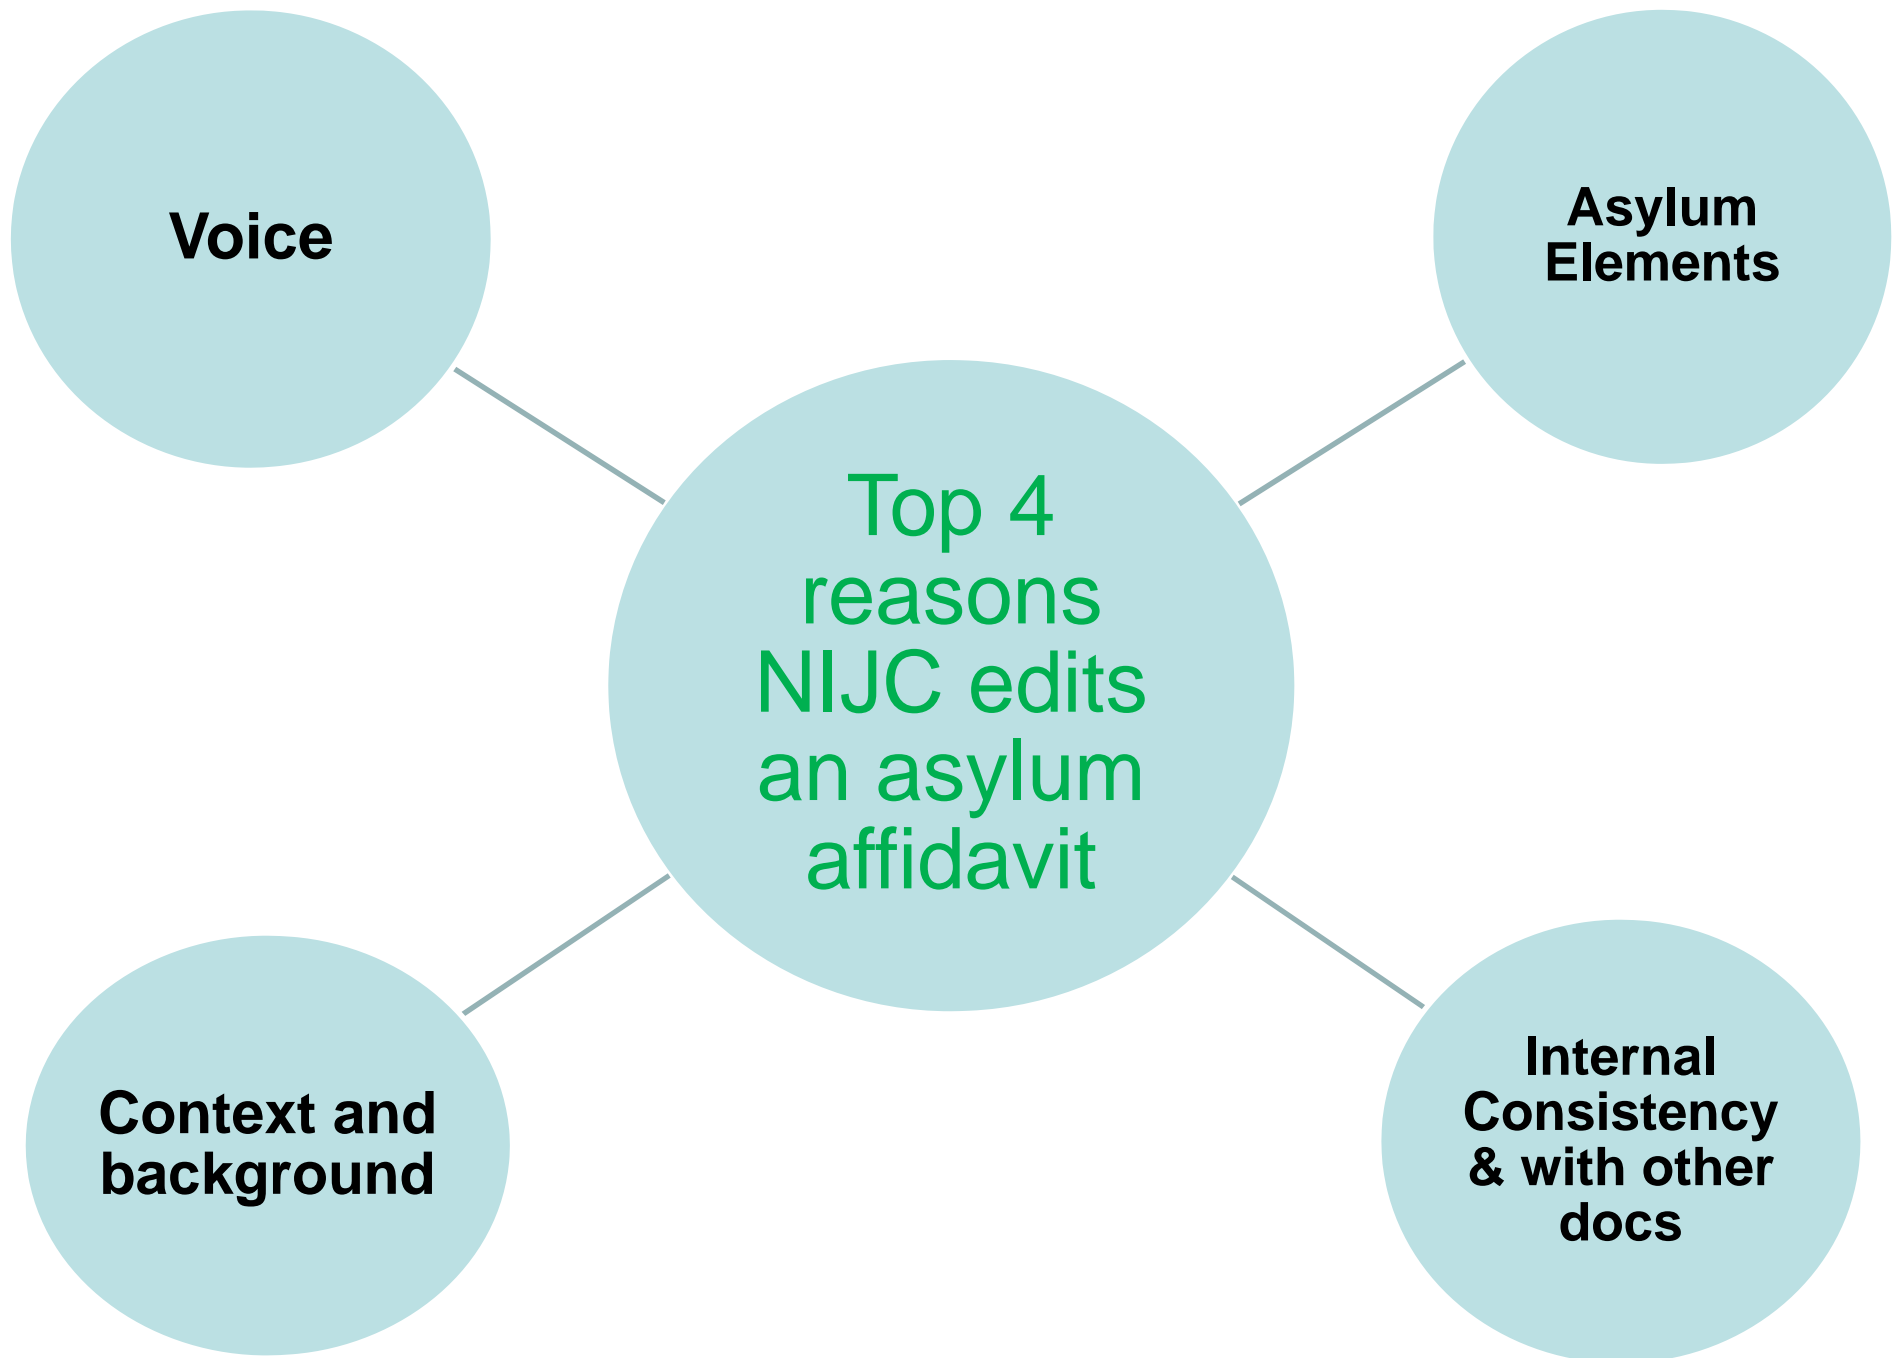 Voice
Asylum
Elements
Top 4
reasons
NIJC edits
an asylum
affidavit
Context and
background
Internal
Consistency
& with other
docs